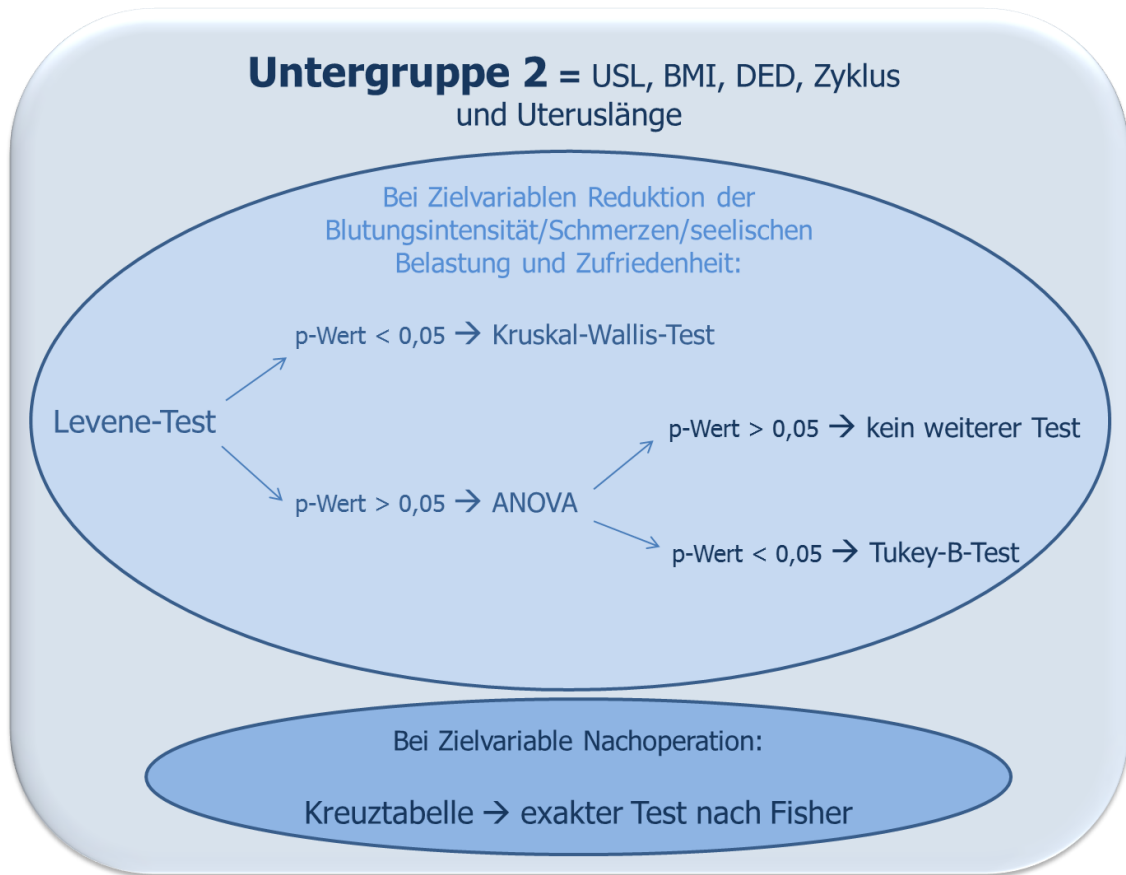 Untergruppe 2 = USL, BMI, DED, Zyklus
und Uteruslänge
Bei Zielvariablen Reduktion der
Blutungsintensität/Schmerzen/seelischen
Belastung und Zufriedenheit:
p-Wert < 0,05 → Kruskal-Wallis-Test
Levene-Test
p-Wert > 0,05 → kein weiterer Test
p-Wert > 0,05 → ANOVA
p-Wert < 0,05 → Tukey-B-Test
Bei Zielvariable Nachoperation:
Kreuztabelle → exakter Test nach Fisher